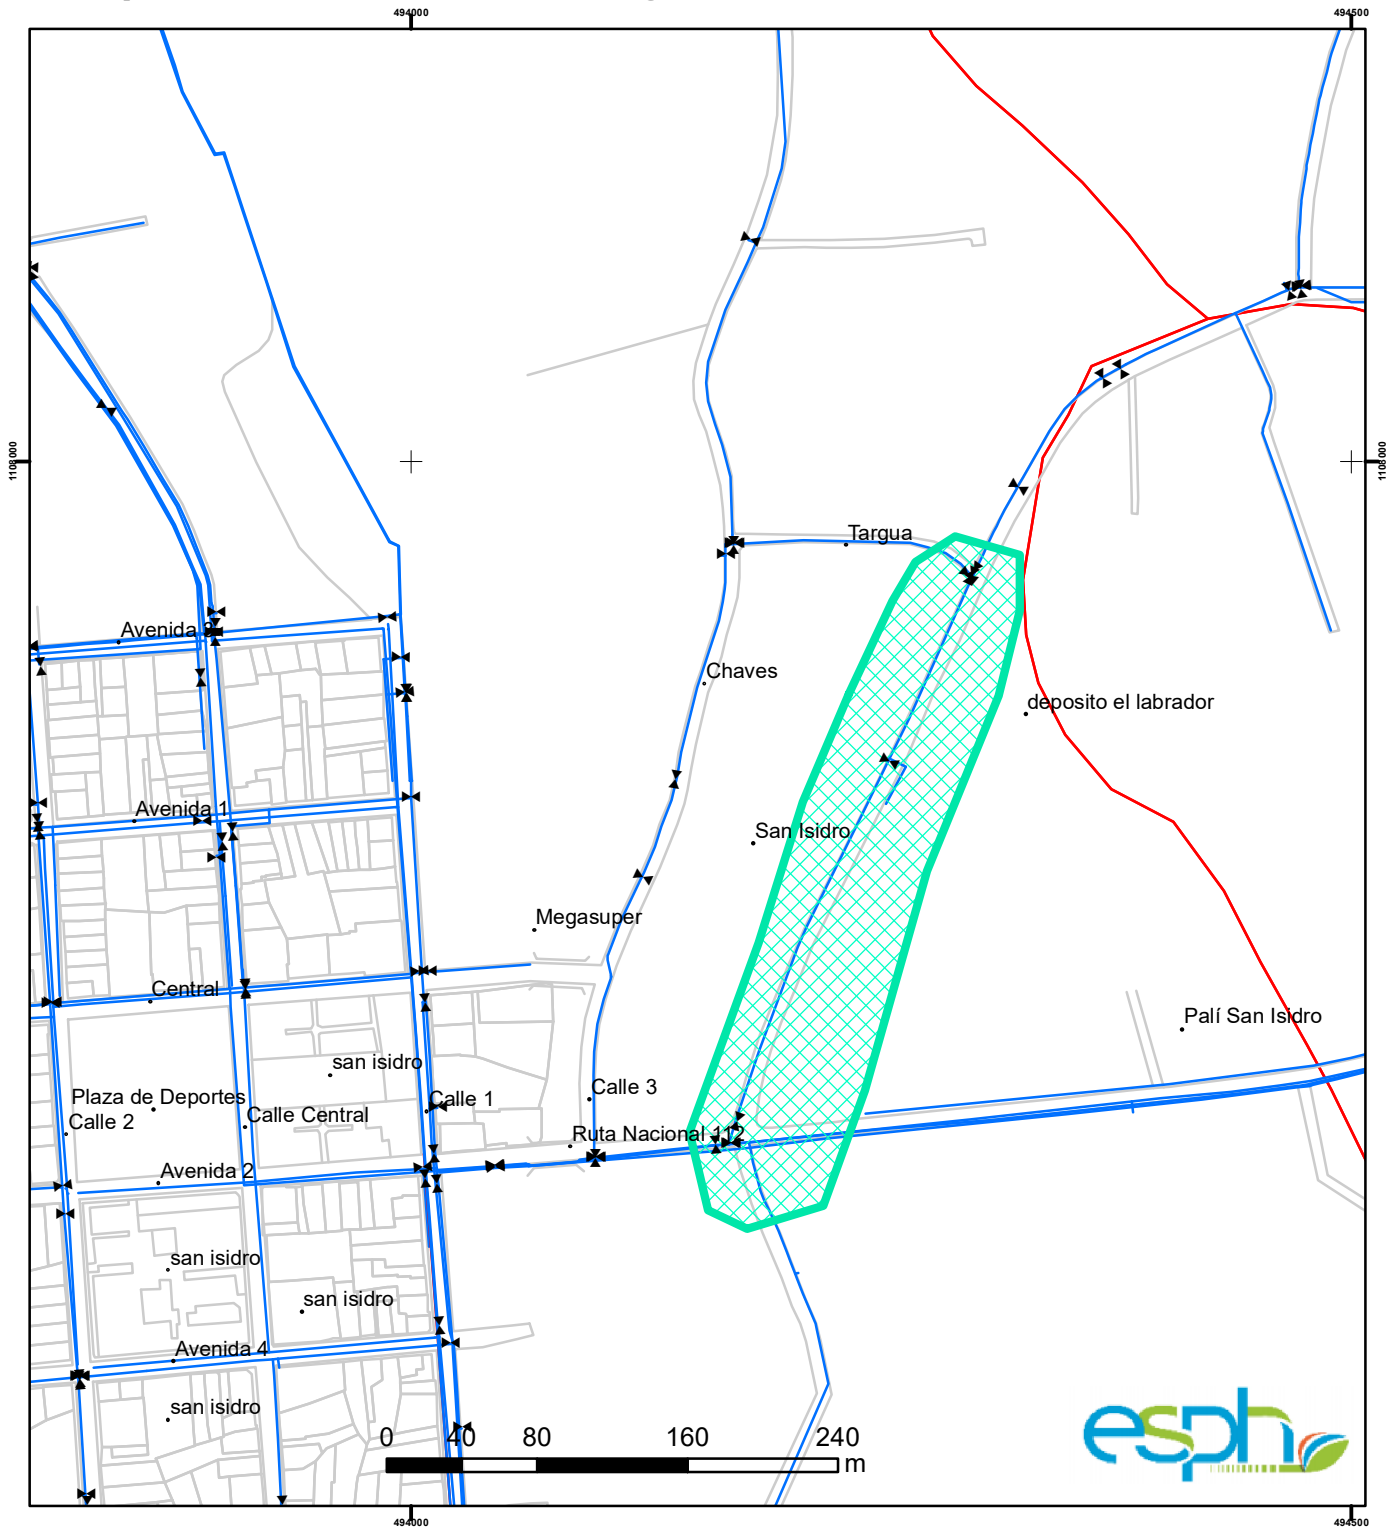 494000
494500
1108000
1108000
Targua
Avenida 3
Chaves
deposito el labrador
Avenida 1
San Isidro
Megasuper
Central
Palí San Isidro
san isidro
Plaza de Deportes
Calle 3
Calle 1
Calle 2
Calle Central
Ruta Nacional 112
Avenida 2
san isidro
san isidro
Avenida 4
san isidro
0 40 80 160 240
m
esph
494000
494500